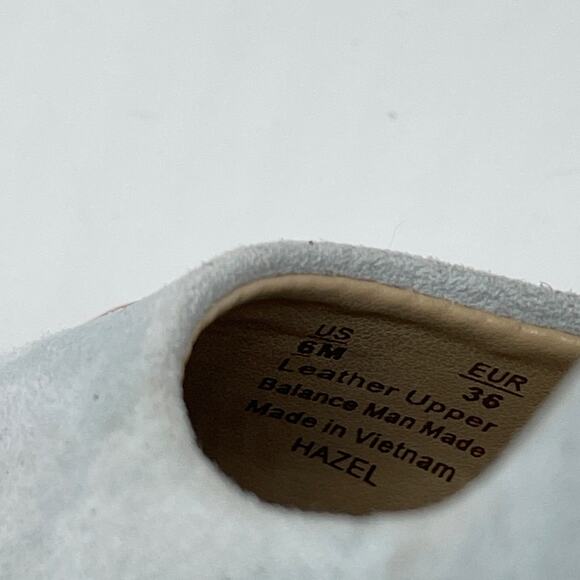 US EUR
6M 36
Leather Upper
Balance Man Made
Made in Vietnam
HAZEL